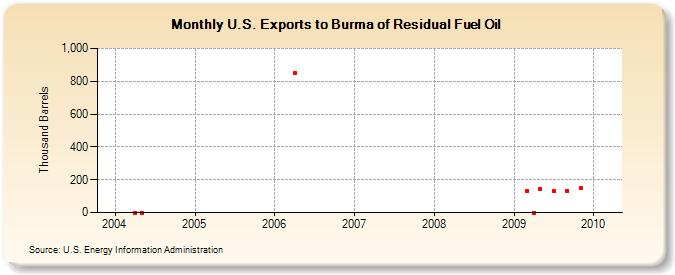 Monthly U.S. Exports to Burma of Residual Fuel Oil
Thousand Barrels
1,000
800
600
400
200
0
2004 2005 2006 2007 2008 2009 2010
Source: U.S. Energy Information Administration